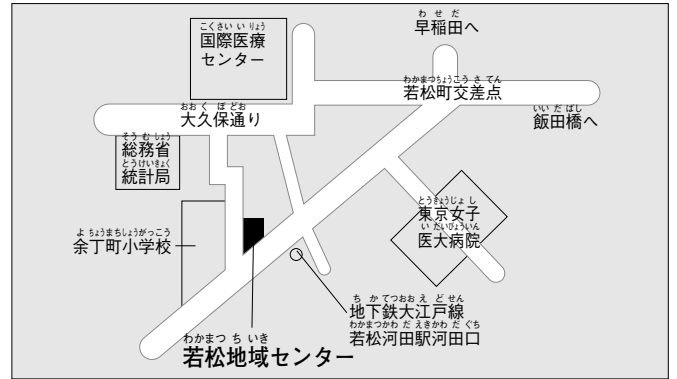 こくさい いりょう
国際医療
センター
わせだ
早稲田へ
わかまつちょうこうさてん
若松町交差点
いいだばし
飯田橋へ
おおくぼどお
大久保通り
そうむしょう
総務省
とうけいきょく
統計局
とうきょうじょし
東京女子
いだいびょういん
医大病院
よちょうまちしょうがっこう
余丁町小学校
ちかてつおおえどせん
地下鉄大江戸線
わかまつかわだえきかわだぐち
若松河田駅河田口
わかまつちいき
若松地域センター